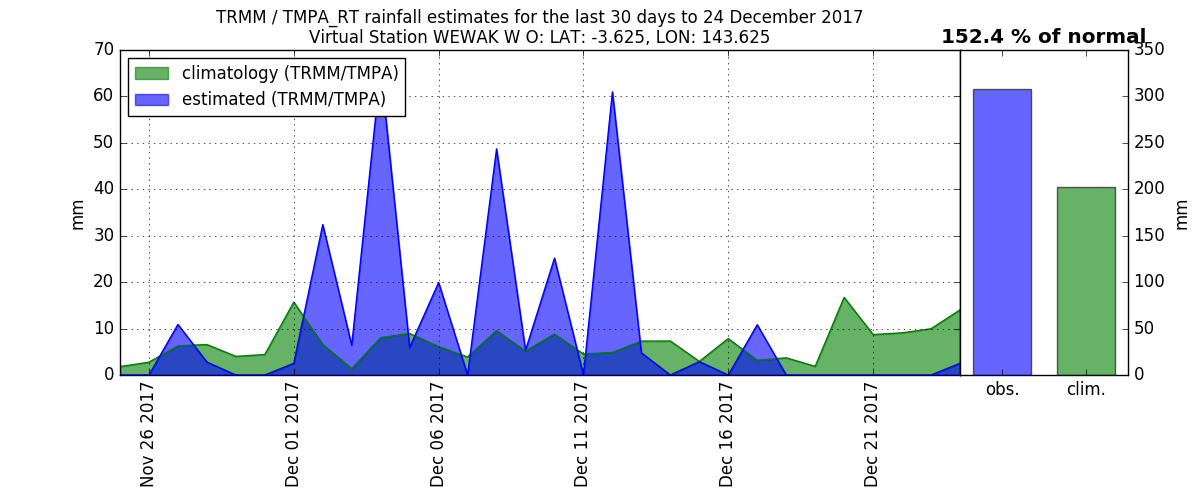 TRMM / TMPA_RT rainfall estimates for the last 30 days to 24 December 2017
Virtual Station WEWAK W O: LAT: -3.625, LON: 143.625
152.4 % of normal
climatology (TRMM/TMPA)
estimated (TRMM/TMPA)
70
60
50
40
30
20
10
0
mm
Nov 26 2017
Dec 01 2017
Dec 06 2017
Dec 11 2017
Dec 16 2017
Dec 21 2017
350
300
250
200
150
100
50
0
mm
obs.
clim.